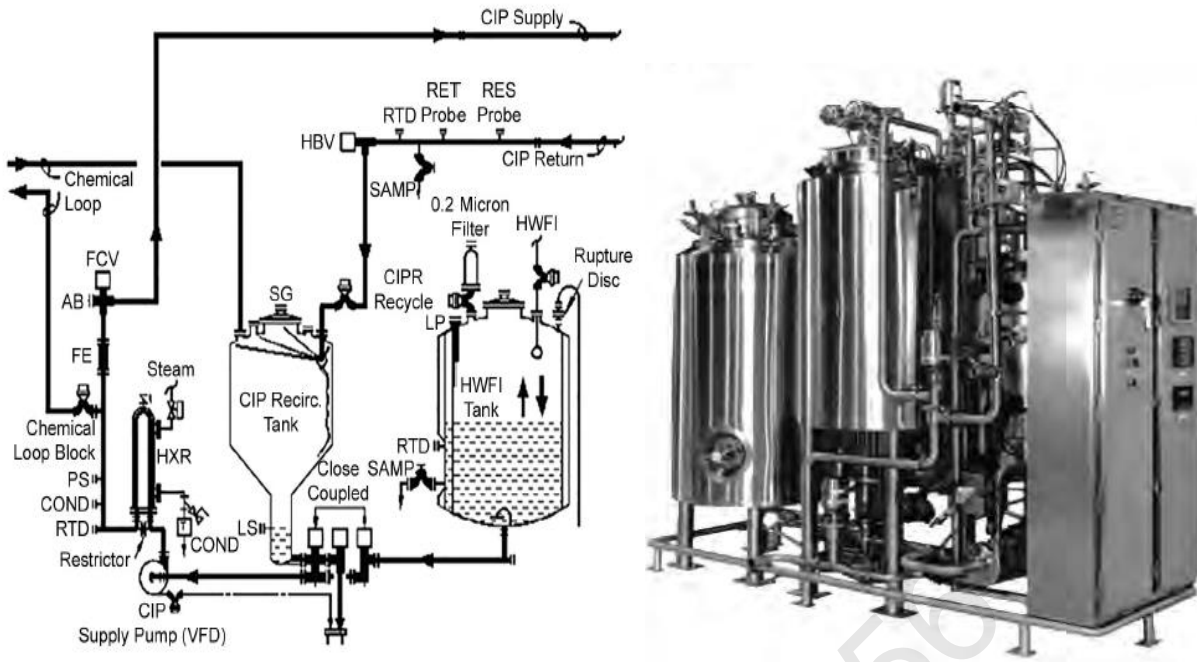 CIP Supply
RET
RES
RTD
Probe
Probe
HBV
CIP Return
Chemical
Loop
SAMP
0.2 Micron
Filter
HWFI
Rupture
Disc
FCV
CIPR
Recycle
SG
AB
LP
FE
Steam
HWFI
Tank
CIP Recirc.
Tank
Chemical
Loop Block
HXR
RTD
Close
Coupled
SAMP
PS
COND
LS
RTD
COND
Restrictor
CIP
Supply Pump (VFD)